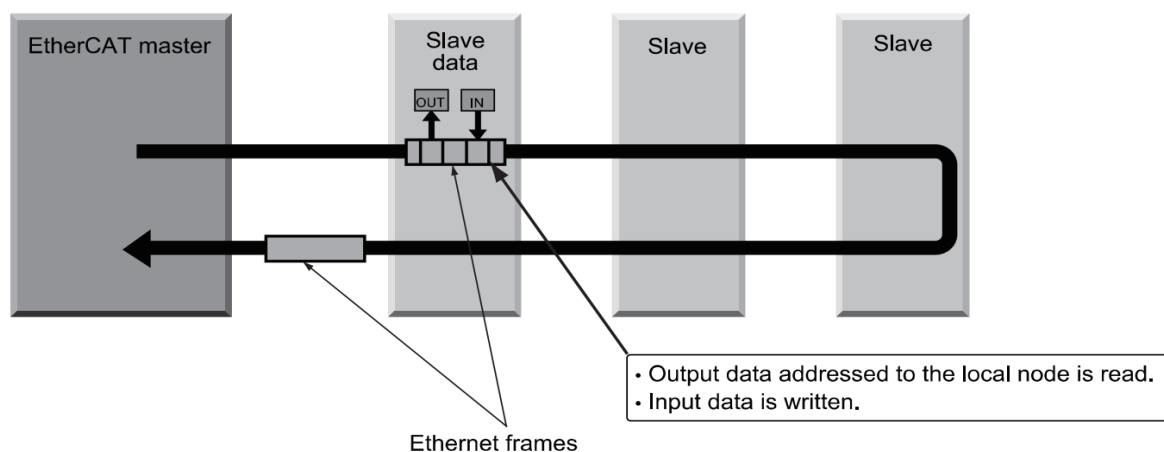 EtherCAT master
Slave
data
OUT
IN
Slave
Slave
• Output data addressed to the local node is read.
• Input data is written.
Ethernet frames